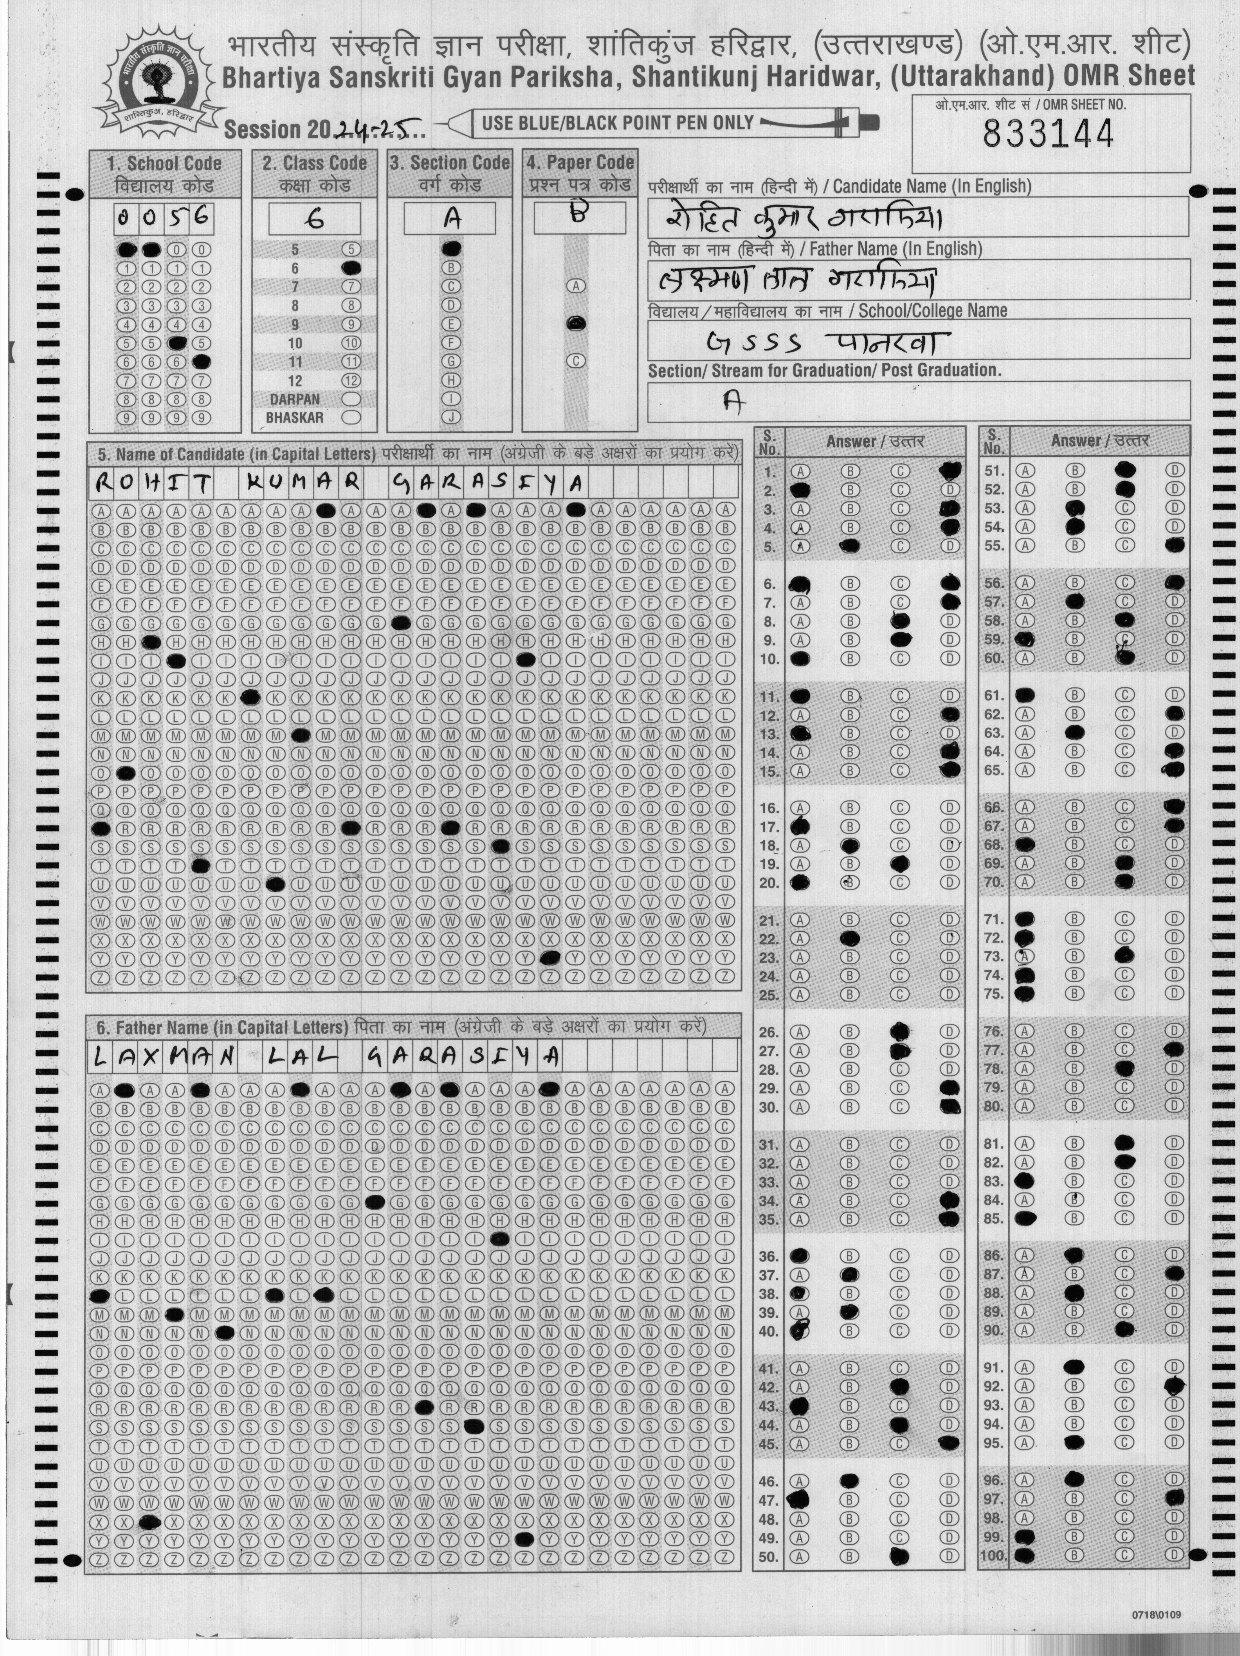 भारतीय संस्कृति ज्ञान परीक्षा, शांतिकुंज हरिद्वार, (उत्तराखण्ड) (ओ.एम.आर. शीट)
Bhartiya Sanskriti Gyan Pariksha, Shantikunj Haridwar, (Uttarakhand) OMR Sheet
Session 2024-25
USE BLUE/BLACK POINT PEN ONLY
ओ.एम.आर. शीट सं / OMR SHEET NO.
833144
1. School Code
विद्यालय कोड
0056
2. Class Code
कक्षा कोड
6
5
6
7
8
9
10
11
12
DARPAN
BHASKAR
3. Section Code
वर्ग कोड
A
4. Paper Code
प्रश्न पत्र कोड
B
परीक्षार्थी का नाम (हिन्दी में) / Candidate Name (In English)
रोहित कुमार गरासिया
पिता का नाम (हिन्दी में) / Father Name (In English)
लक्ष्मण लाल गरासिया
विद्यालय / महाविद्यालय का नाम / School/College Name
GSSS पानरवा
Section/ Stream for Graduation/ Post Graduation.
A
5. Name of Candidate (in Capital Letters) परीक्षार्थी का नाम (अंग्रेजी के बड़े अक्षरों का प्रयोग करें)
ROHIT KUMAR GARASIYA
6. Father Name (in Capital Letters) पिता का नाम (अंग्रेजी के बड़े अक्षरों का प्रयोग करें)
LAXMAN LAL GARASIYA
S. No. Answer / उत्तर
S. No. Answer / उत्तर
0718\0109